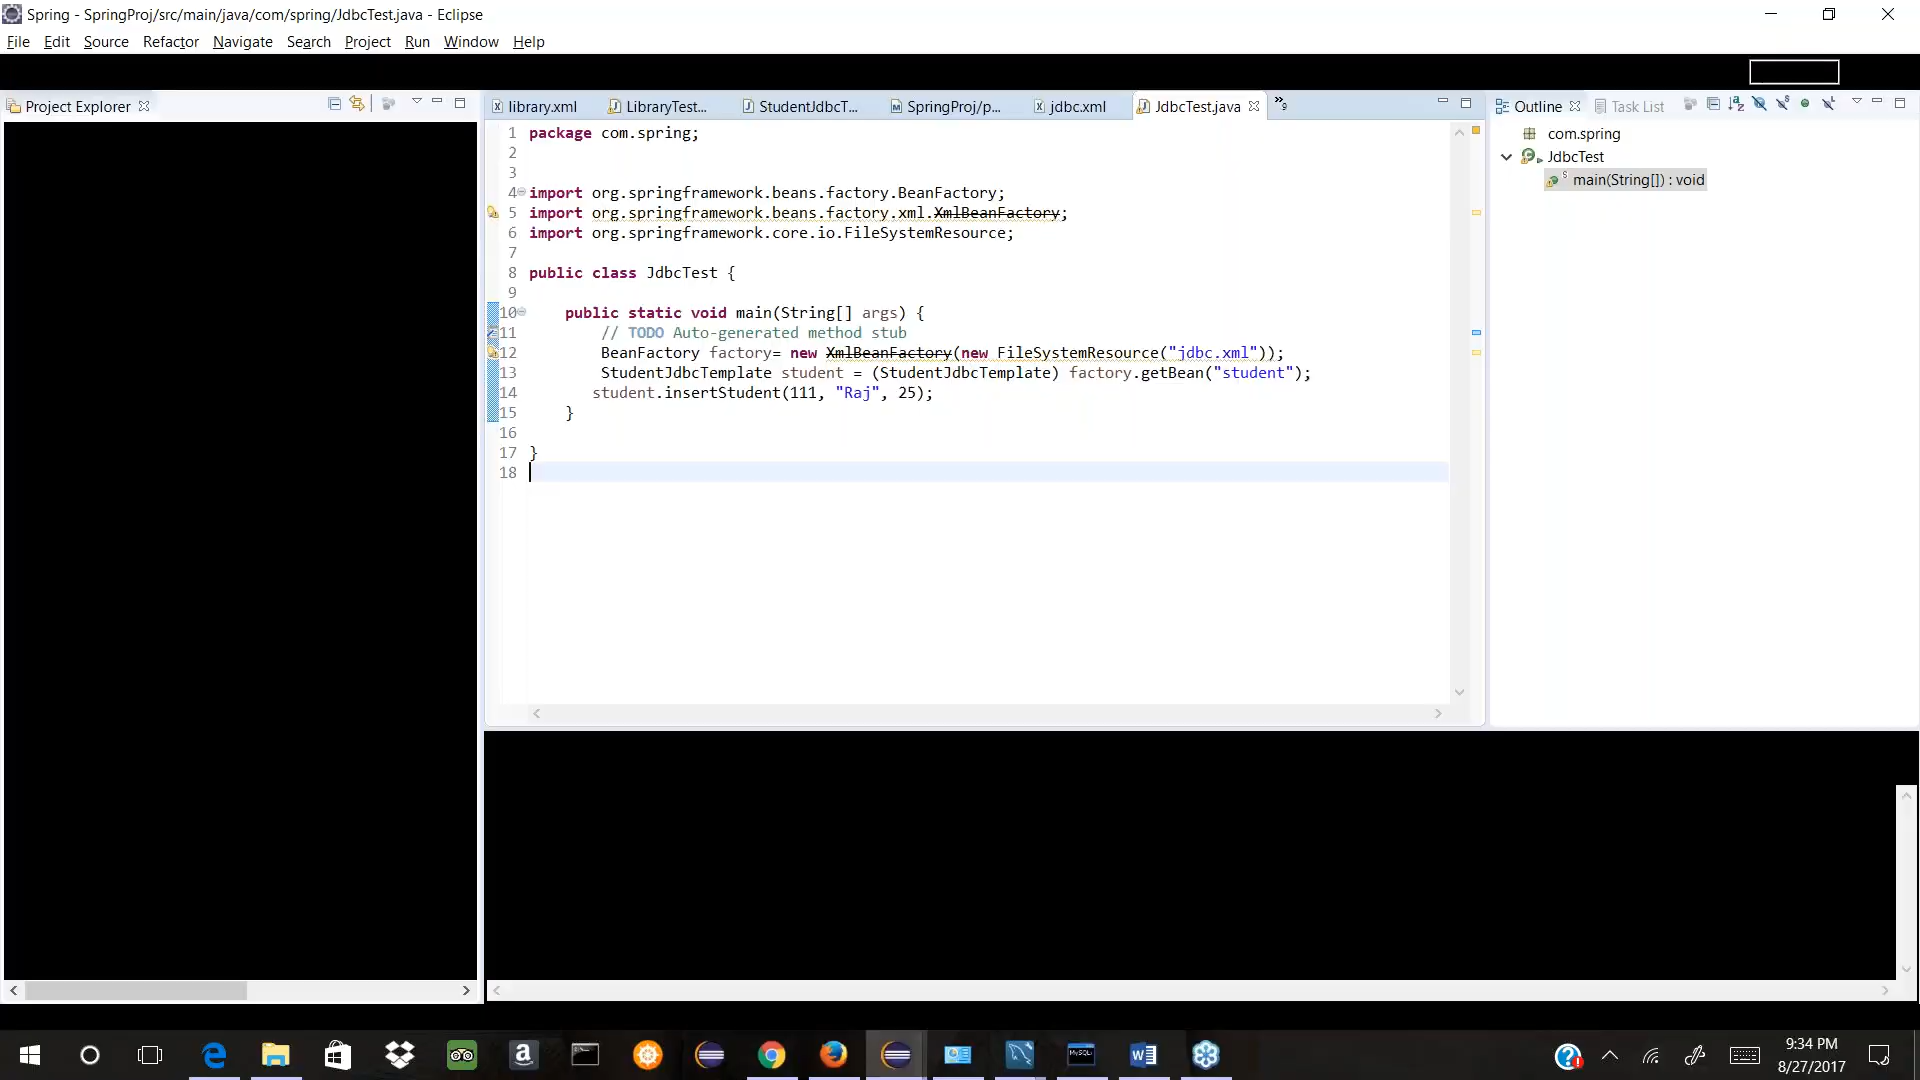 Spring - SpringProj/src/main/java/com/spring/JdbcTest.java - Eclipse
File Edit Source Refactor Navigate Search Project Run Window Help
Project Explorer
library.xml LibraryTest... StudentJdbcT... SpringProj/p... jdbc.xml JdbcTest.java »9
Outline Task List
com.spring
JdbcTest
main(String[]) : void
1 package com.spring;
2
3
4 import org.springframework.beans.factory.BeanFactory;
5 import org.springframework.beans.factory.xml.XmlBeanFactory;
6 import org.springframework.core.io.FileSystemResource;
7
8 public class JdbcTest {
9
10 public static void main(String[] args) {
11 // TODO Auto-generated method stub
12 BeanFactory factory= new XmlBeanFactory(new FileSystemResource("jdbc.xml"));
13 StudentJdbcTemplate student = (StudentJdbcTemplate) factory.getBean("student");
14 student.insertStudent(111, "Raj", 25);
15 }
16
17 }
18
9:34 PM
8/27/2017